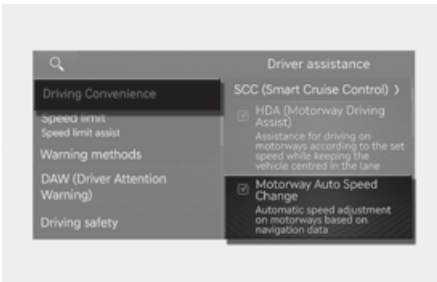 Driver assistance
Driving Convenience
Speed limit
Speed limit assist
Warning methods
DAW (Driver Attention
Warning)
Driving safety
SCC (Smart Cruise Control) >
HDA (Motorway Driving
Assist)
Assistance for driving on
motorways according to the set
speed while keeping the
vehicle centred in the lane
Motorway Auto Speed
Change
Automatic speed adjustment
on motorways based on
navigation data